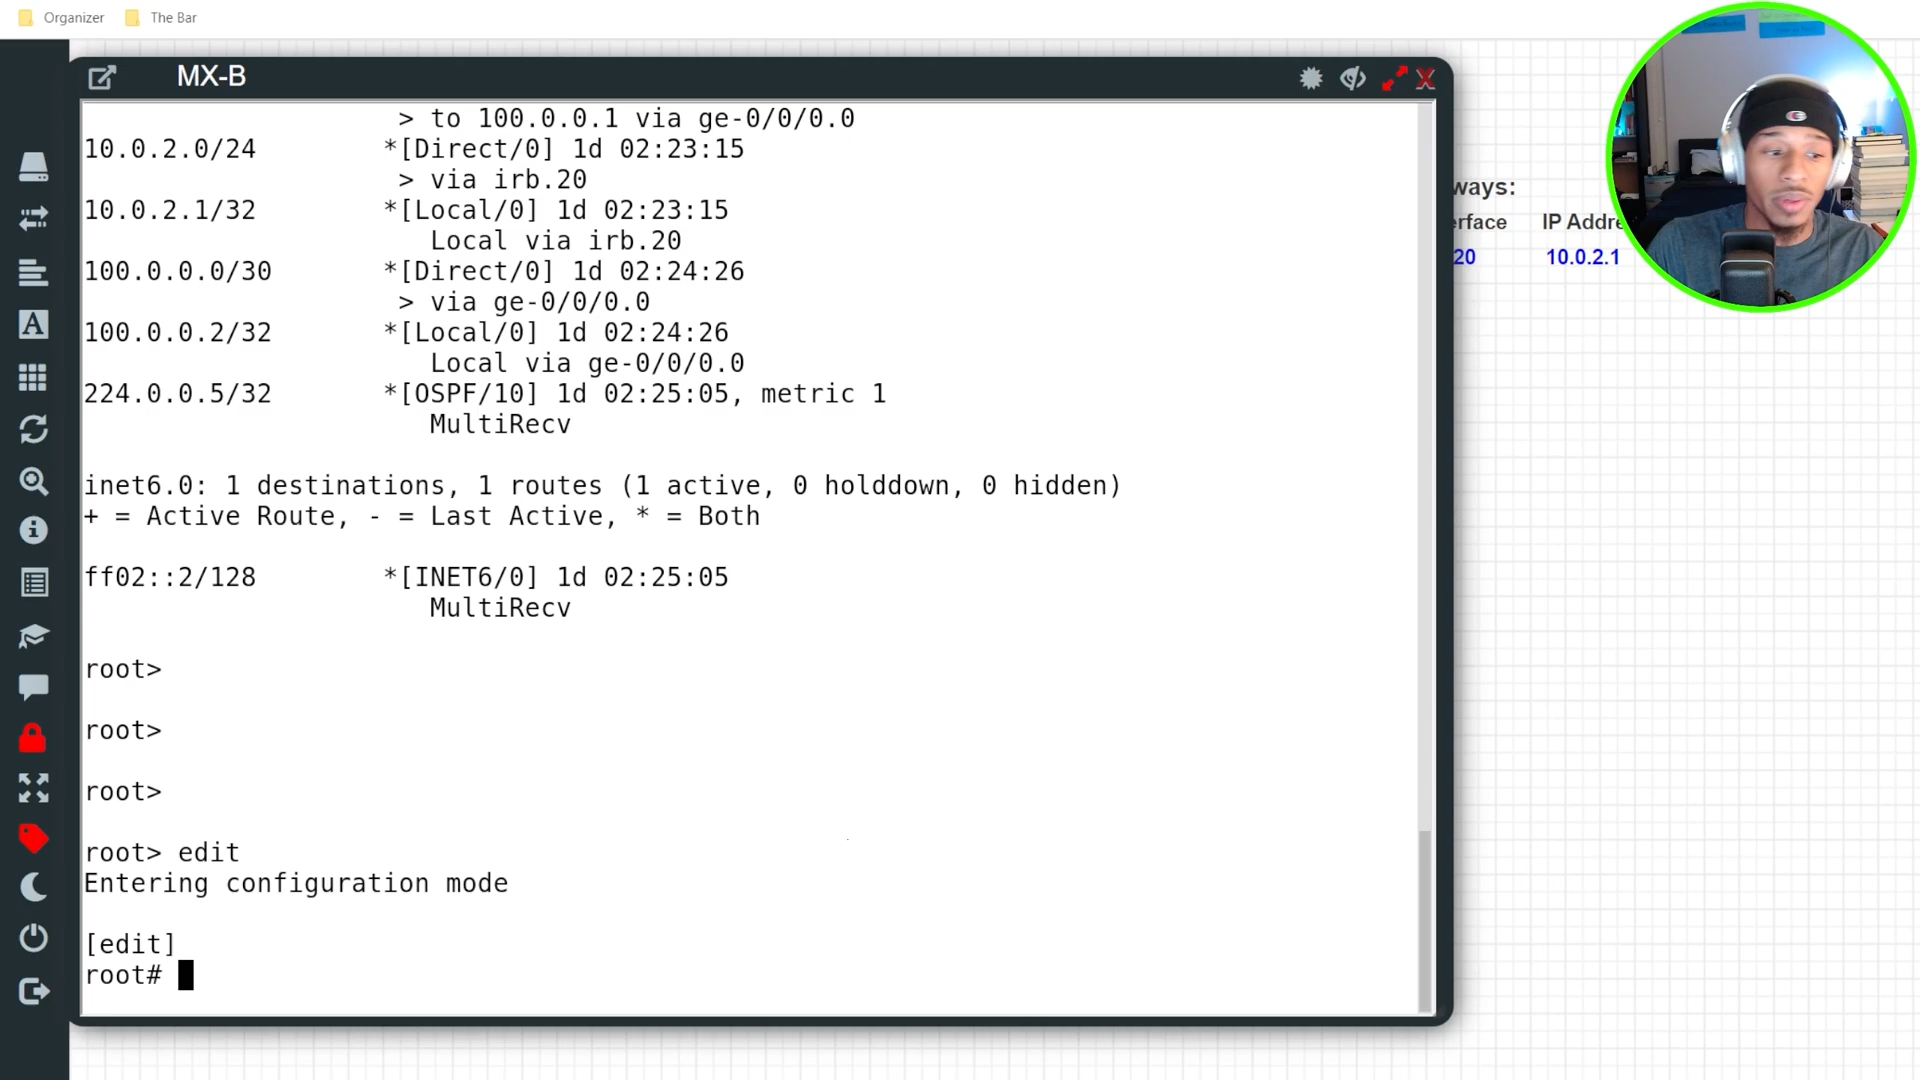 Organizer
The Bar
MX-B
X
> to 100.0.0.1 via ge-0/0/0.0
10.0.2.0/24 *[Direct/0] 1d 02:23:15
> via irb.20
10.0.2.1/32 *[Local/0] 1d 02:23:15
Local via irb.20
100.0.0.0/30 *[Direct/0] 1d 02:24:26
> via ge-0/0/0.0
100.0.0.2/32 *[Local/0] 1d 02:24:26
Local via ge-0/0/0.0
224.0.0.5/32 *[OSPF/10] 1d 02:25:05, metric 1
MultiRecv
inet6.0: 1 destinations, 1 routes (1 active, 0 holddown, 0 hidden)
+ = Active Route, - = Last Active, * = Both
ff02::2/128 *[INET6/0] 1d 02:25:05
MultiRecv
root>
root>
root>
root> edit
Entering configuration mode
[edit]
root#
ways:
erface IP Addre
20 10.0.2.1